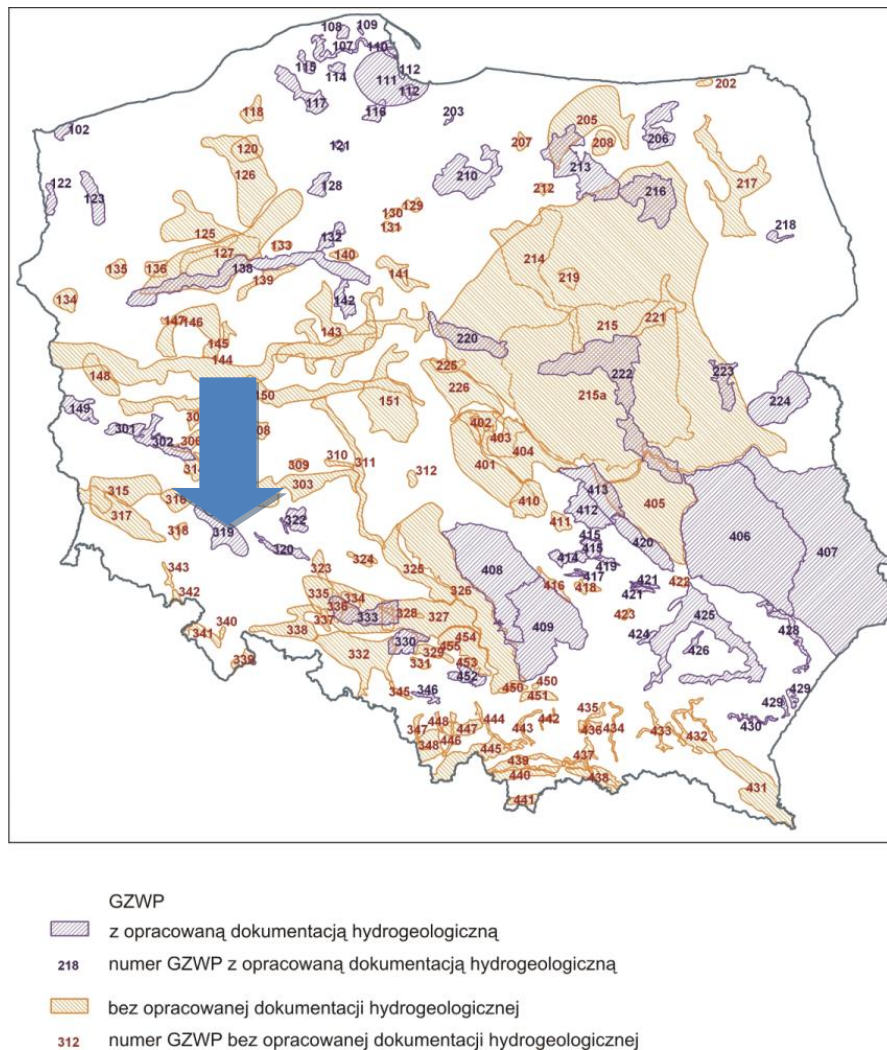 108 109
107 110
115 114 112
111
117 112
118 116 203 202
102 205
120 121 207 208 206
126 213
122 123 128 210 212 216 217
129
130
125 131 218
132
127 133 214
135 136 138 140 219
139 141
134 142
147 146 143 215 221
145 220
144 222 223
148 225
150 226 215a 224
149 151
301 402
302 403
401 404
310 311
309 312
315 303 410 413 405
316 412
317 411 406 407
318 319 322 415 420
320 414 415 419
324 408 417 421
343 323 325 416 418 421 422
342 335 334 326 423 425
336 328 327 409 428
340 337 333 424
341 338 330 454 426
329 455
339 332 331 453
452 450 450 429 429
345 346 451
435 430
448 444 442 436 434 433 432
347 447 443
348 446 445 437
439
440 438 431
441
GZWP
z opracowaną dokumentacją hydrogeologiczną
218 numer GZWP z opracowaną dokumentacją hydrogeologiczną
bez opracowanej dokumentacji hydrogeologicznej
312 numer GZWP bez opracowanej dokumentacji hydrogeologicznej